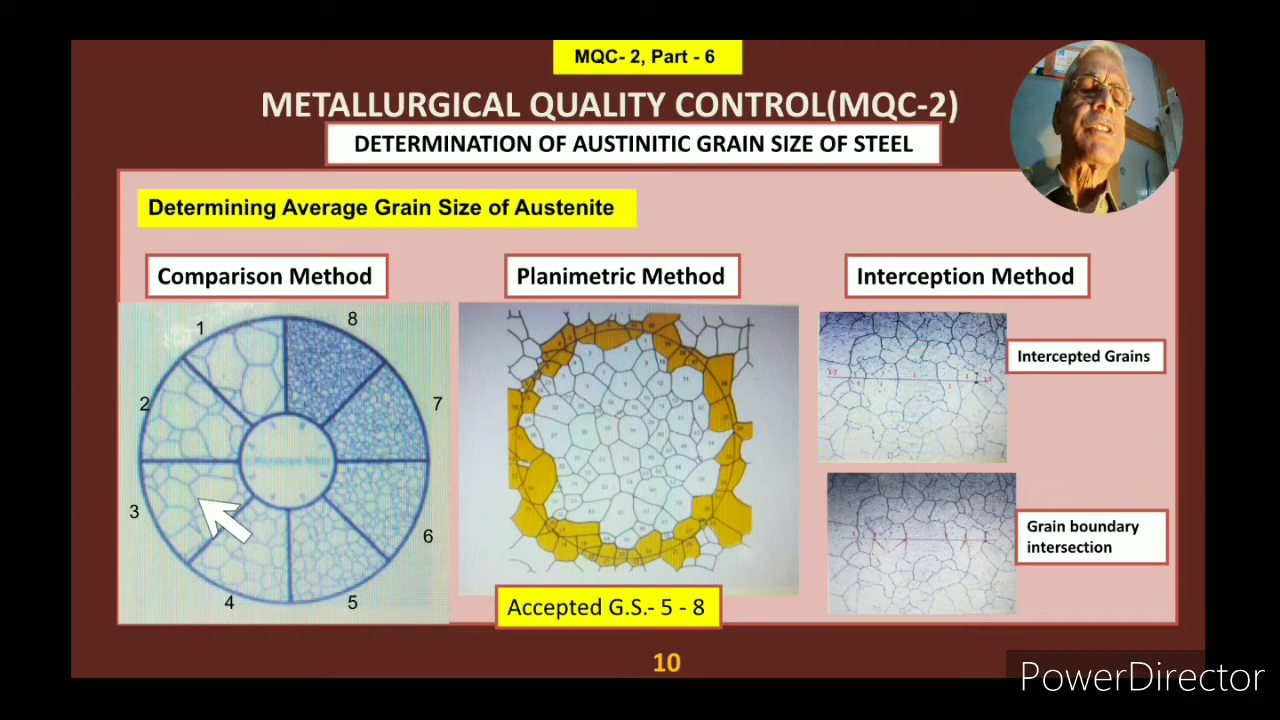 MQC- 2, Part - 6
METALLURGICAL QUALITY CONTROL(MQC-2)
DETERMINATION OF AUSTINITIC GRAIN SIZE OF STEEL
Determining Average Grain Size of Austenite
Comparison Method
Planimetric Method
Interception Method
1
8
2
7
3
6
4
5
Intercepted Grains
Grain boundary
intersection
Accepted G.S.- 5 - 8
10
PowerDirector